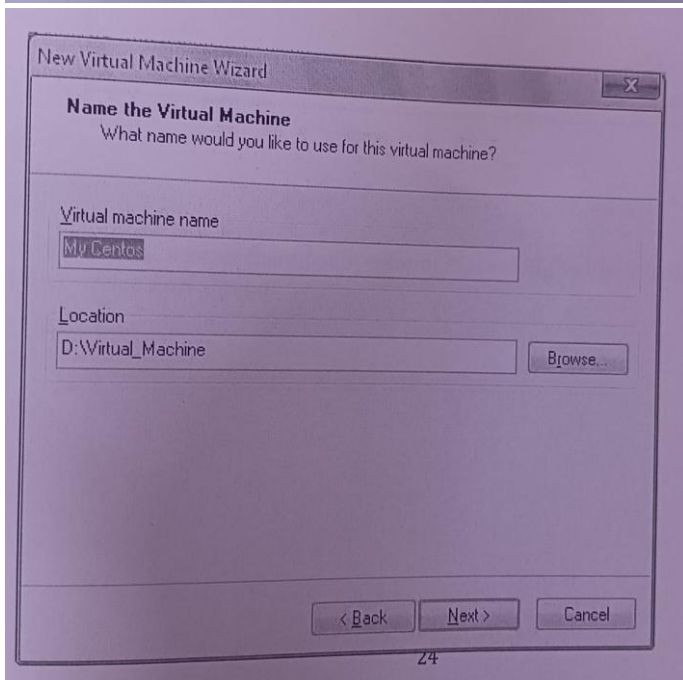 New Virtual Machine Wizard
Name the Virtual Machine
What name would you like to use for this virtual machine?
Virtual machine name
My Centos
Location
D:\Virtual_Machine
Browse...
< Back
Next >
Cancel
24